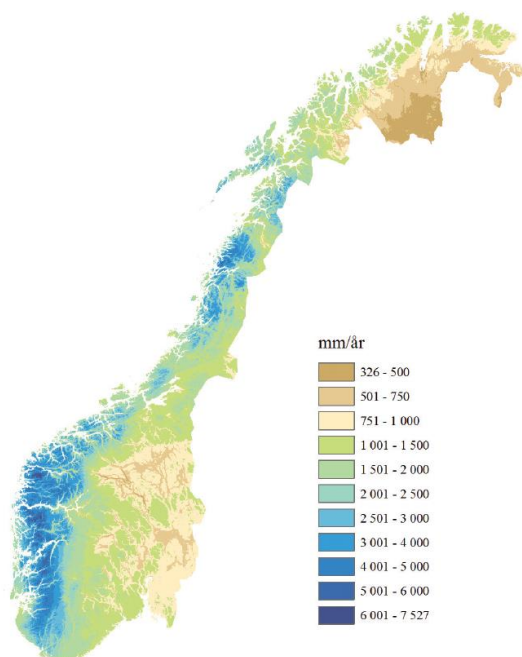 mm/år
326 - 500
501 - 750
751 - 1 000
1 001 - 1 500
1 501 - 2 000
2 001 - 2 500
2 501 - 3 000
3 001 - 4 000
4 001 - 5 000
5 001 - 6 000
6 001 - 7 527